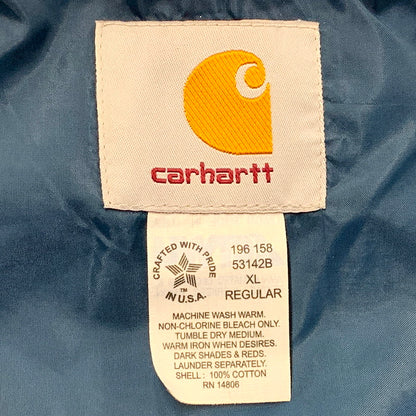 carhartt
CRAFTED WITH PRIDE
TM
IN U.S.A.
196 158
53142B
XL
REGULAR
MACHINE WASH WARM.
NON-CHLORINE BLEACH ONLY.
TUMBLE DRY MEDIUM.
WARM IRON WHEN DESIRES.
DARK SHADES & REDS.
LAUNDER SEPARATELY.
SHELL : 100% COTTON
RN 14806